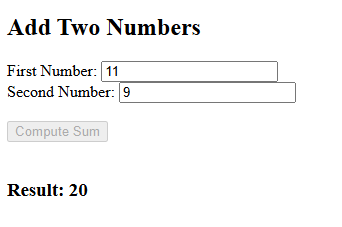 Add Two Numbers
First Number: 11
Second Number: 9
Compute Sum
Result: 20